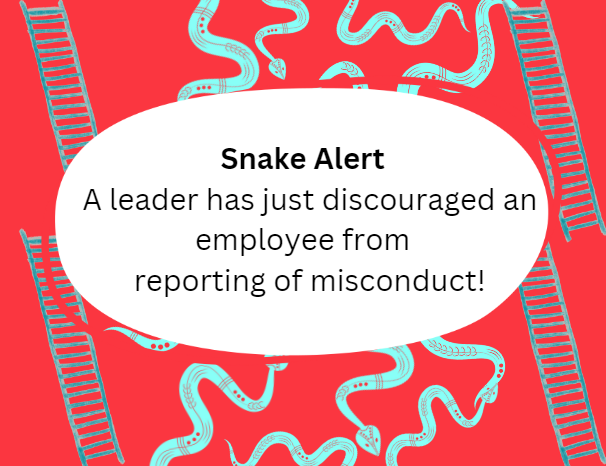 Snake Alert
A leader has just discouraged an
employee from
reporting of misconduct!